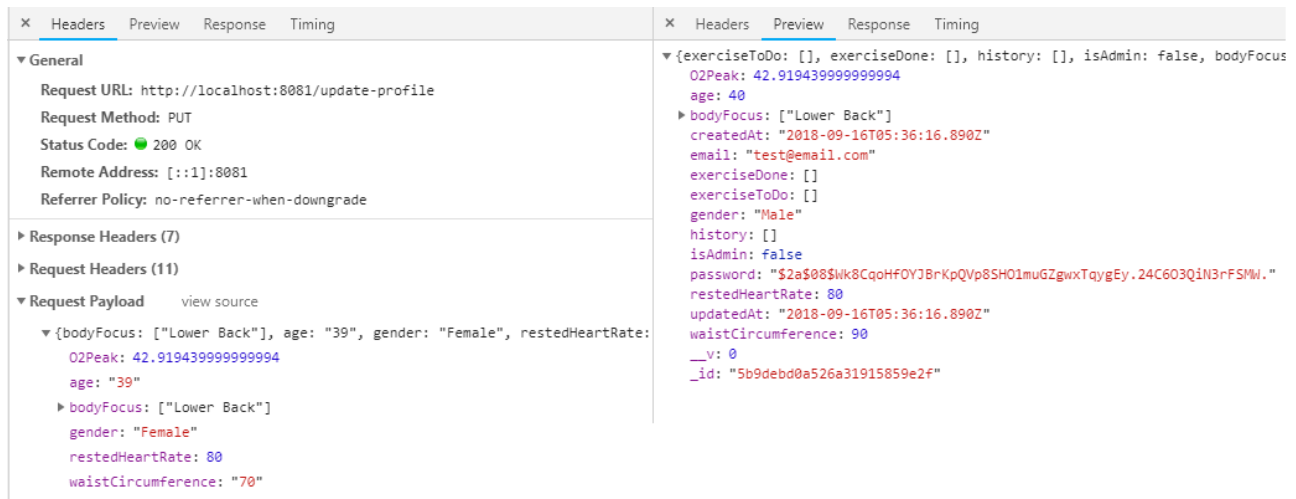 × Headers Preview Response Timing
▼ General
Request URL: http://localhost:8081/update-profile
Request Method: PUT
Status Code: 200 OK
Remote Address: [::1]:8081
Referrer Policy: no-referrer-when-downgrade
▶ Response Headers (7)
▶ Request Headers (11)
▼ Request Payload view source
▼ {bodyFocus: ["Lower Back"], age: "39", gender: "Female", restedHeartRate:
O2Peak: 42.919439999999994
age: "39"
▶ bodyFocus: ["Lower Back"]
gender: "Female"
restedHeartRate: 80
waistCircumference: "70"
× Headers Preview Response Timing
▼ {exerciseToDo: [], exerciseDone: [], history: [], isAdmin: false, bodyFocus
O2Peak: 42.919439999999994
age: 40
▶ bodyFocus: ["Lower Back"]
createdAt: "2018-09-16T05:36:16.890Z"
email: "test@email.com"
exerciseDone: []
exerciseToDo: []
gender: "Male"
history: []
isAdmin: false
password: "$2a$08$Wk8CqoHfOYJBrKpQVp8SHO1muGZgwxTqygEy.24C6O3QiN3rFSMW."
restedHeartRate: 80
updatedAt: "2018-09-16T05:36:16.890Z"
waistCircumference: 90
__v: 0
_id: "5b9debd0a526a31915859e2f"